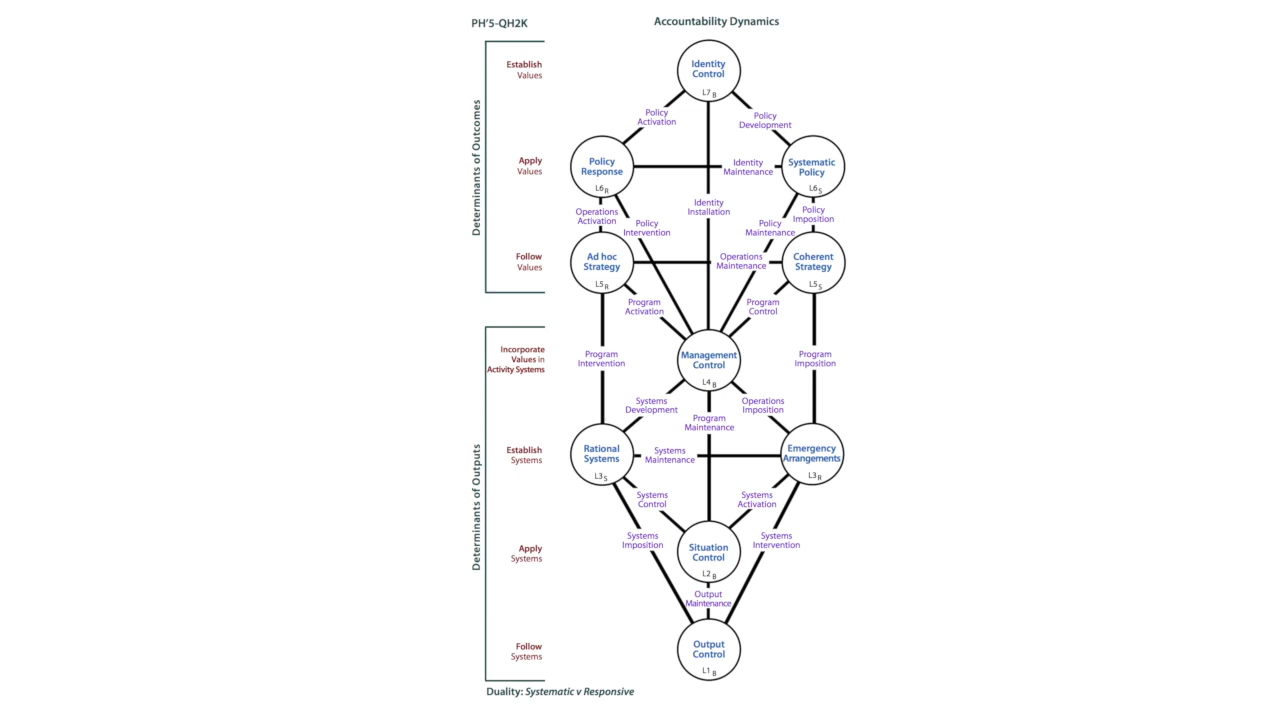 PH'5-QH2K
Accountability Dynamics
Determinants of Outcomes
Establish
Values
Identity
Control
L7 B
Policy
Activation
Policy
Development
Apply
Values
Policy
Response
L6 R
Identity
Maintenance
Systematic
Policy
L6 S
Operations
Activation
Policy
Intervention
Identity
Installation
Policy
Maintenance
Policy
Imposition
Follow
Values
Ad hoc
Strategy
L5 R
Operations
Maintenance
Coherent
Strategy
L5 S
Program
Activation
Program
Control
Determinants of Outputs
Incorporate
Values in
Activity Systems
Program
Intervention
Management
Control
L4 B
Program
Imposition
Systems
Development
Program
Maintenance
Operations
Imposition
Establish
Systems
Rational
Systems
L3 S
Systems
Maintenance
Emergency
Arrangements
L3 R
Systems
Control
Systems
Activation
Systems
Imposition
Systems
Intervention
Apply
Systems
Situation
Control
L2 B
Output
Maintenance
Follow
Systems
Output
Control
L1 B
Duality: Systematic v Responsive